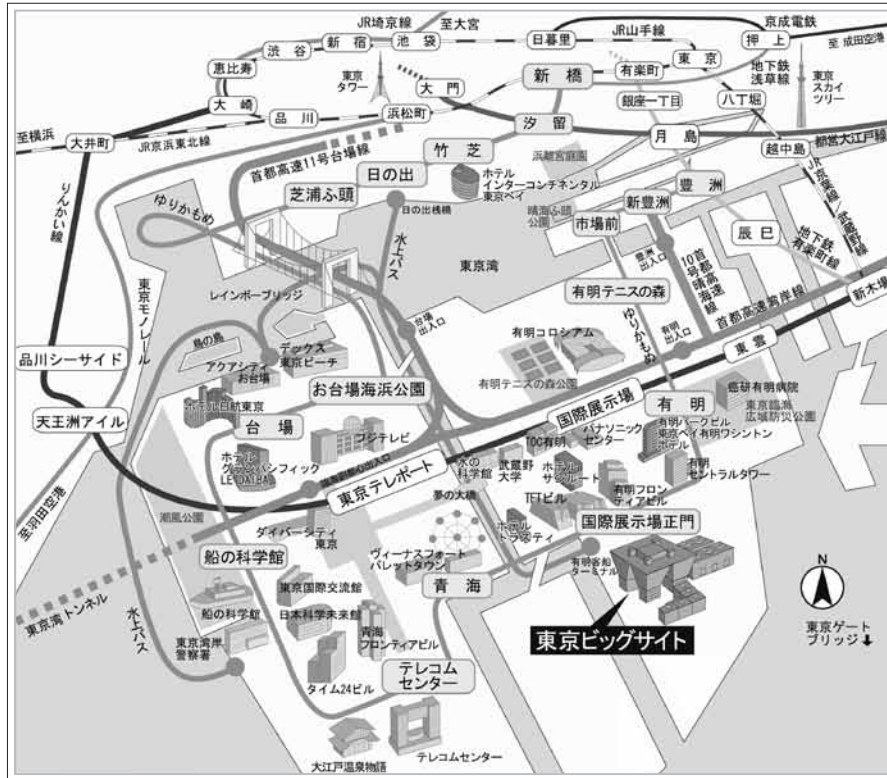 JR埼京線
至大宮
京成電鉄
渋谷
新宿
池袋
日暮里
JR山手線
押上
至 成田空港
恵比寿
東京
タワー
大門
新橋
有楽町
東京
地下鉄
浅草線
東京
スカイ
ツリー
大崎
品川
浜松町
銀座一丁目
八丁堀
至横浜
大井町
JR京浜東北線
汐留
月島
都営大江戸線
越中島
首都高速11号台場線
竹芝
浜離宮庭園
JR京葉線／武蔵野線
りんかい線
日の出
ホテル
インターコンチネンタル
東京ベイ
芝浦ふ頭
豊洲
新豊洲
ゆりかもめ
日の出桟橋
晴海ふ頭
公園
市場前
辰巳
地下鉄
有楽町線
水上バス
東京湾
豊洲
出入口
10号晴海線
首都高速
新木場
東京モノレール
レインボーブリッジ
有明テニスの森
首都高速湾岸線
台場
出入口
有明コロシアム
ゆりかもめ
有明
出入口
東雲
鳥の島
デックス
東京ビーチ
品川シーサイド
アクアシティ
お台場
お台場海浜公園
有明テニスの森公園
国際展示場
癌研有明病院
有明
東京臨海
広域防災公園
ホテル日航東京
天王洲アイル
台場
フジテレビ
TOC有明
パナソニック
センター
有明パークビル
東京ベイ有明ワシントン
ホテル
ホテル
グランパシフィック
LE DAIBA
臨海副都心出入口
水の
科学館
武蔵野
大学
ホテル
サンルート
有明
セントラルタワー
東京テレポート
夢の大橋
TFTビル
有明フロン
ティアビル
至羽田空港
潮風公園
ダイバーシティ
東京
ホテル
トラスティ
国際展示場正門
船の科学館
ヴィーナスフォート
パレットタウン
有明客船
ターミナル
東京湾トンネル
水上バス
東京国際交流館
青海
N
船の科学館
日本科学未来館
東京ビッグサイト
東京ゲート
ブリッジ↓
東京湾岸
警察署
青海
フロンティアビル
タイム24ビル
テレコム
センター
大江戸温泉物語
テレコムセンター